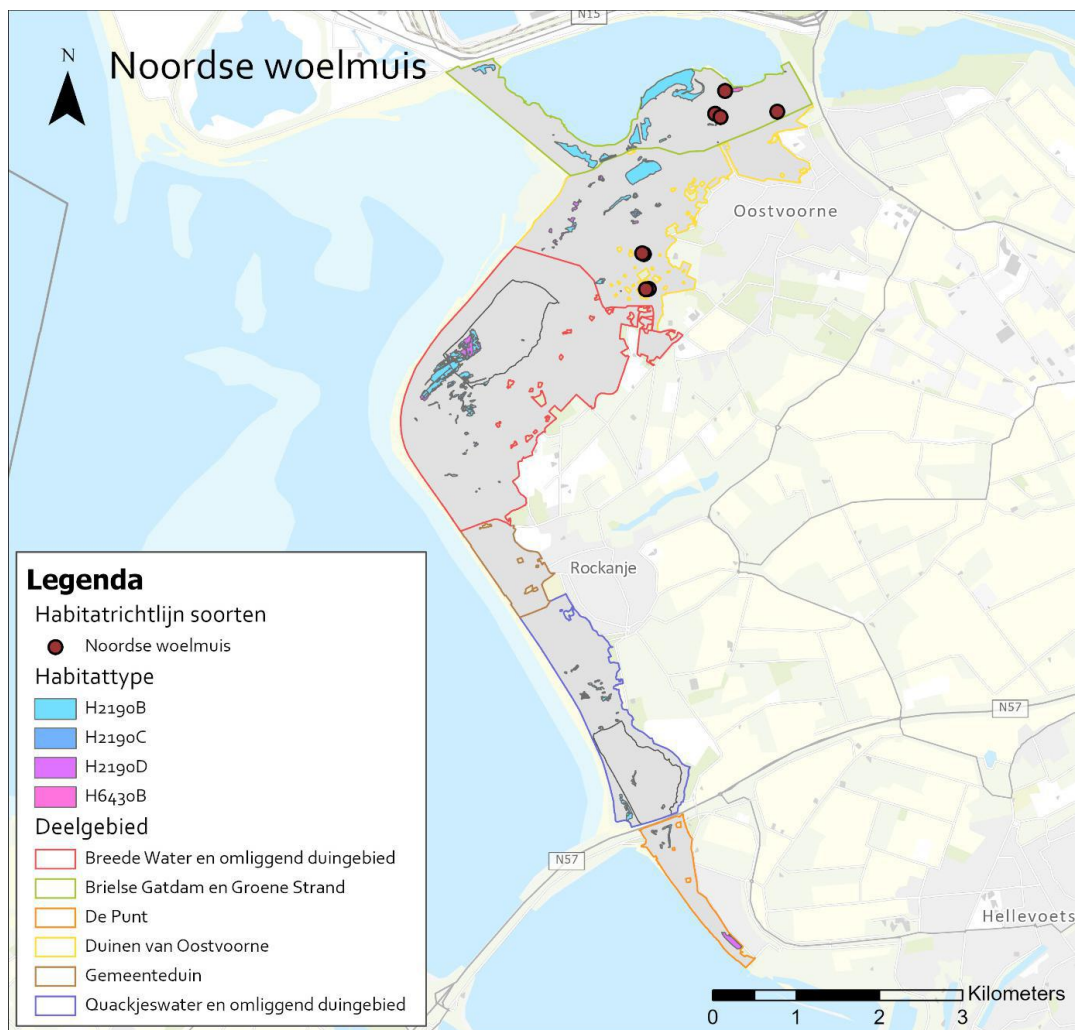 N15
N
Noordse woelmuis
Oostvoorne
Rockanje
N57
N57
Hellevoets
Legenda
Habitatrichtlijn soorten
Noordse woelmuis
Habitattype
H2190B
H2190C
H2190D
H6430B
Deelgebied
Breede Water en omliggend duingebied
Brielse Gatdam en Groene Strand
De Punt
Duinen van Oostvoorne
Gemeenteduin
Quackjeswater en omliggend duingebied
Kilometers
0 1 2 3